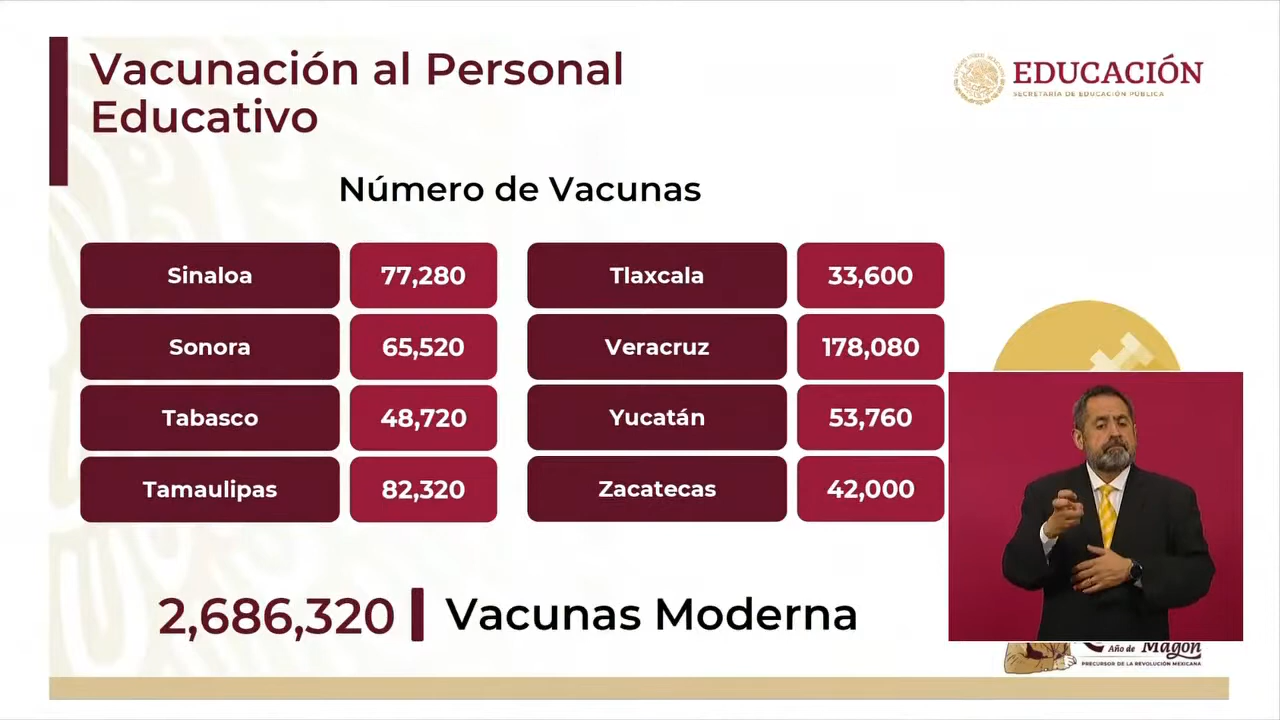 Vacunación al Personal
Educativo
EDUCACIÓN
SECRETARÍA DE EDUCACIÓN PÚBLICA
Número de Vacunas
Sinaloa 77,280 Tlaxcala 33,600
Sonora 65,520 Veracruz 178,080
Tabasco 48,720 Yucatán 53,760
Tamaulipas 82,320 Zacatecas 42,000
2,686,320 Vacunas Moderna
Año de Magón
PRECURSOR DE LA REVOLUCIÓN MEXICANA